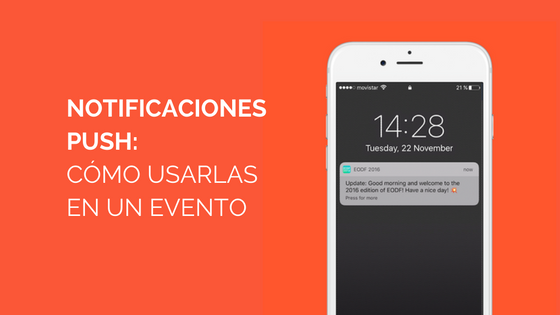 NOTIFICACIONES
PUSH:
CÓMO USARLAS
EN UN EVENTO
movistar
21 %
14:28
Tuesday, 22 November
EODF 2016
now
Update: Good morning and welcome to the
2016 edition of EODF! Have a nice day! 💥
Press for more